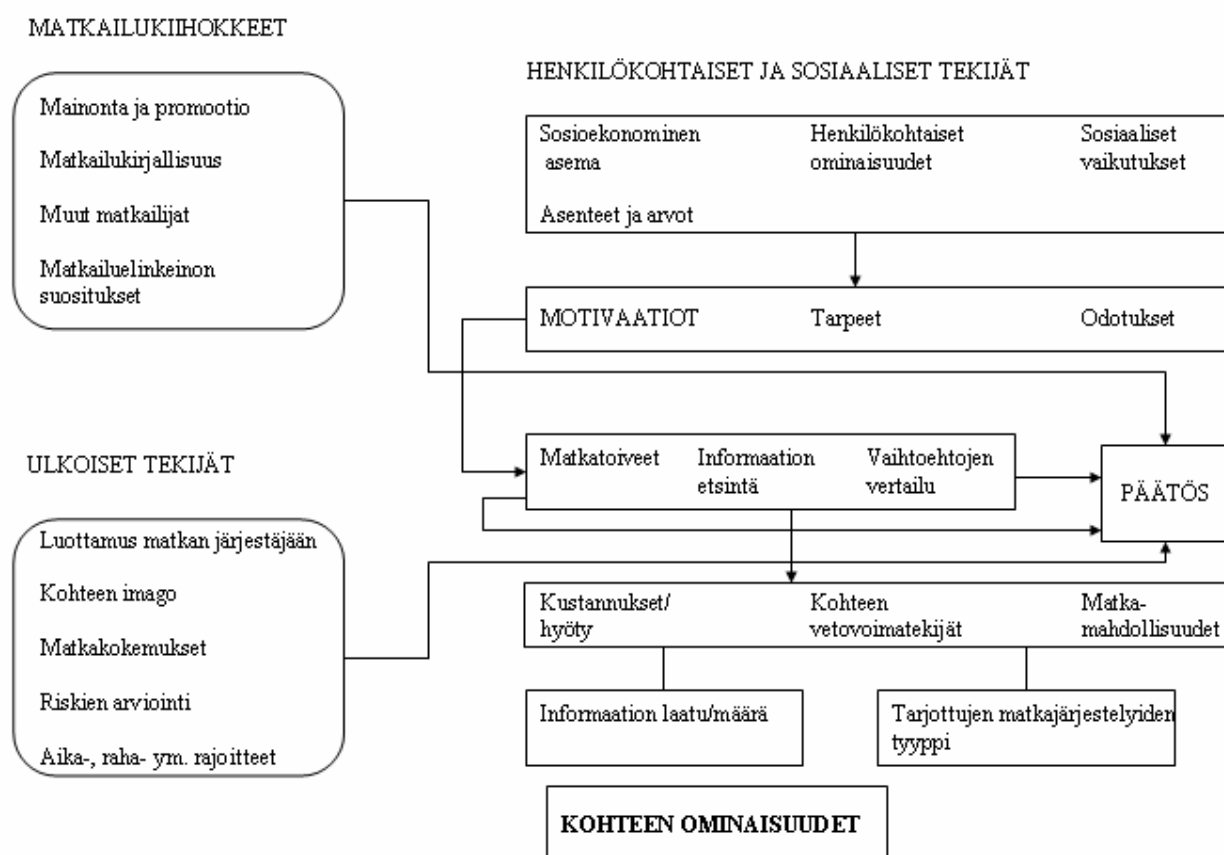 MATKAILUKIIHOKKEET
Mainonta ja promootio
Matkailukirjallisuus
Muut matkailijat
Matkailuelinkeinon
suositukset
HENKILÖKOHTAISET JA SOSIAALISET TEKIJÄT
Sosioekonominen
asema
Henkilökohtaiset
ominaisuudet
Sosiaaliset
vaikutukset
Asenteet ja arvot
MOTIVAATIOT
Tarpeet
Odotukset
Matkatoiveet
Informaation
etsintä
Vaihtoehtojen
vertailu
PÄÄTÖS
ULKOISET TEKIJÄT
Luottamus matkan järjestäjään
Kohteen imago
Matkakokemukset
Riskien arviointi
Aika-, raha- ym. rajoitteet
Kustannukset/
hyöty
Kohteen
vetovoimatekijät
Matka-
mahdollisuudet
Informaation laatu/määrä
Tarjottujen matkajärjestelyiden
tyyppi
KOHTEEN OMINAISUUDET